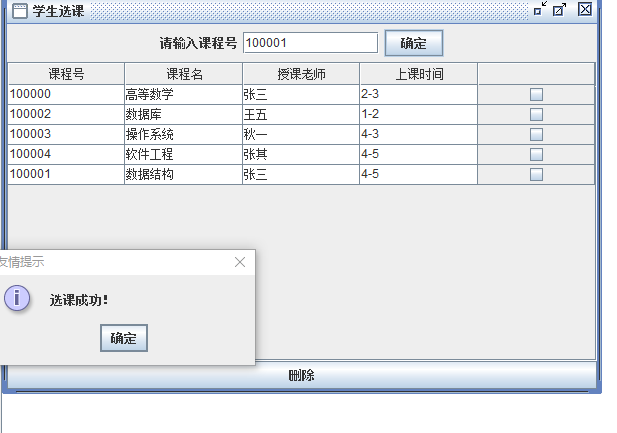 学生选课
请输入课程号 100001 确定
课程号 课程名 授课老师 上课时间
100000 高等数学 张三 2-3
100002 数据库 王五 1-2
100003 操作系统 秋一 4-3
100004 软件工程 张其 4-5
100001 数据结构 张三 4-5
友情提示
选课成功!
确定
删除